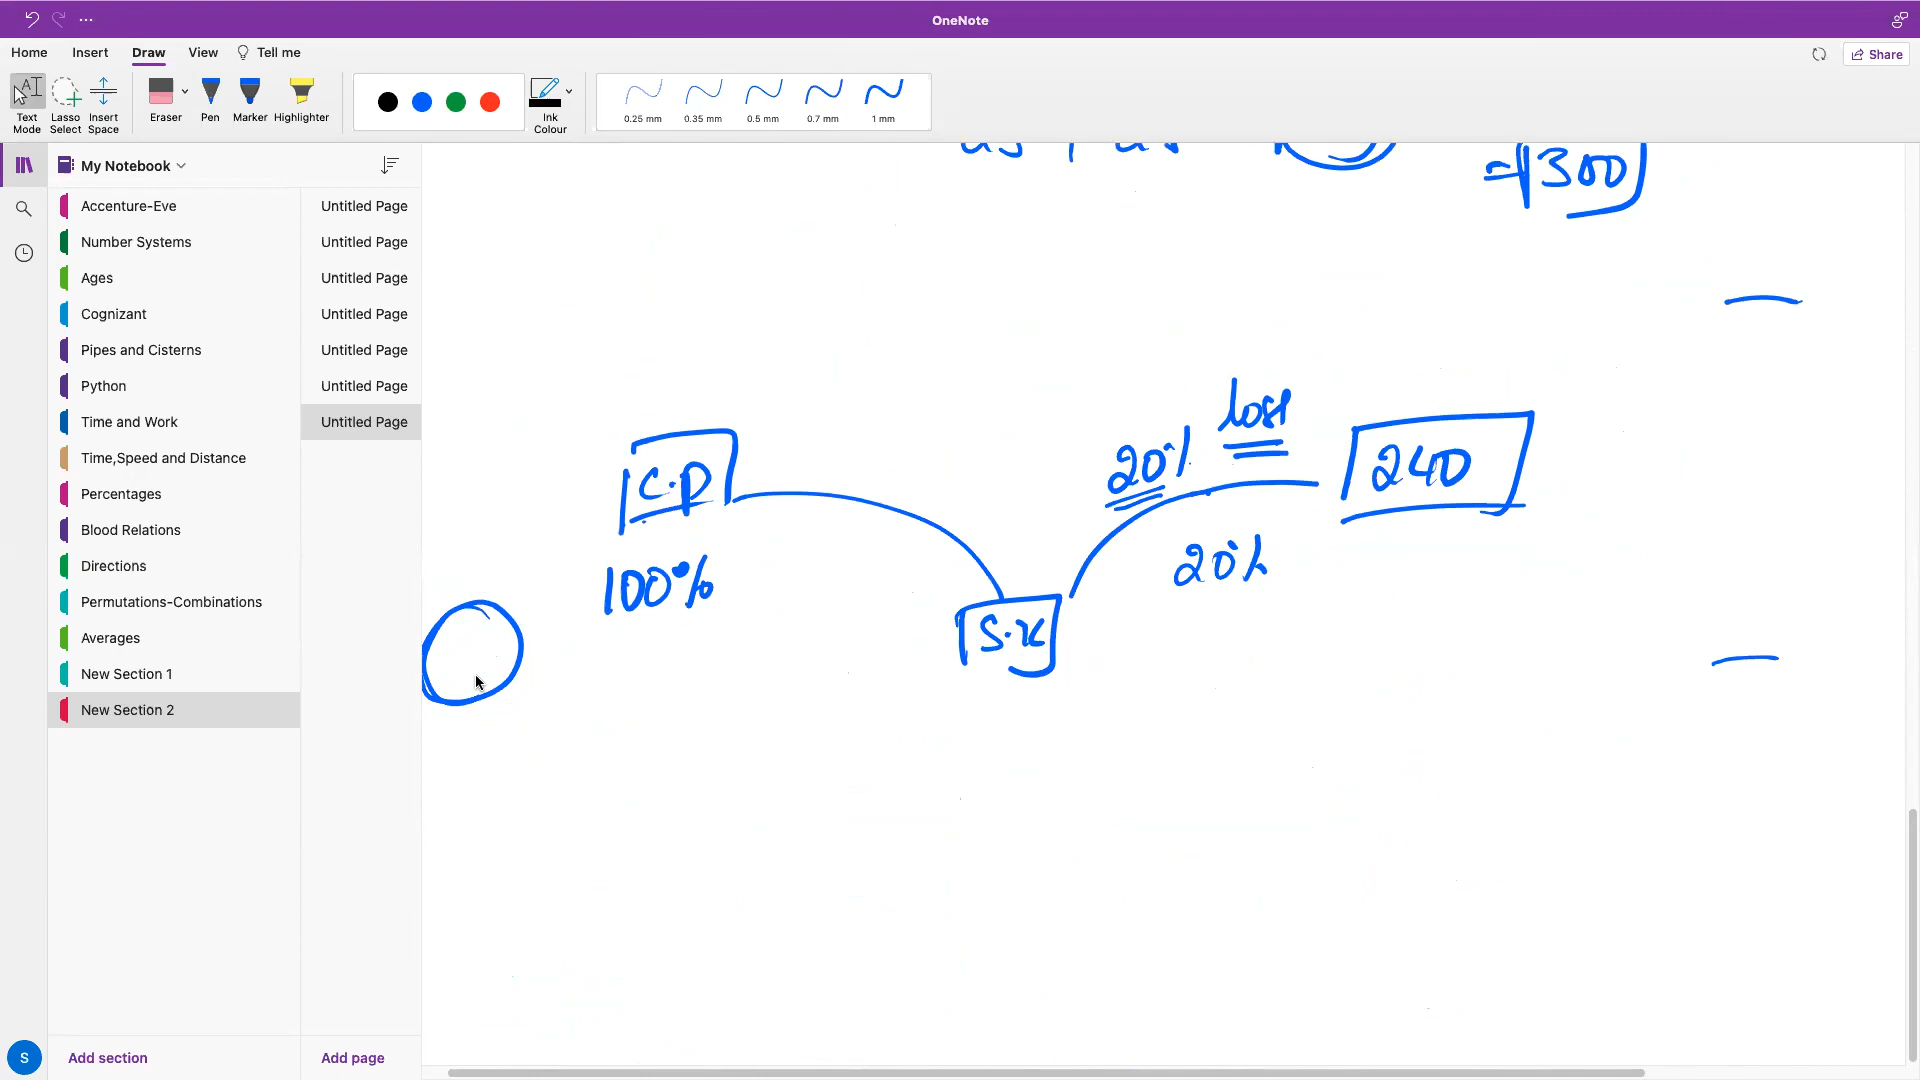 OneNote
Home Insert Draw View Tell me
Share
Text Mode
Lasso Select
Insert Space
Eraser
Pen
Marker
Highlighter
Ink Colour
0.25 mm
0.35 mm
0.5 mm
0.7 mm
1 mm
My Notebook
Accenture-Eve
Number Systems
Ages
Cognizant
Pipes and Cisterns
Python
Time and Work
Time,Speed and Distance
Percentages
Blood Relations
Directions
Permutations-Combinations
Averages
New Section 1
New Section 2
Untitled Page
Untitled Page
Untitled Page
Untitled Page
Untitled Page
Untitled Page
Untitled Page
300
loss
20%
240
C.P
20%
100%
S
Add section
Add page